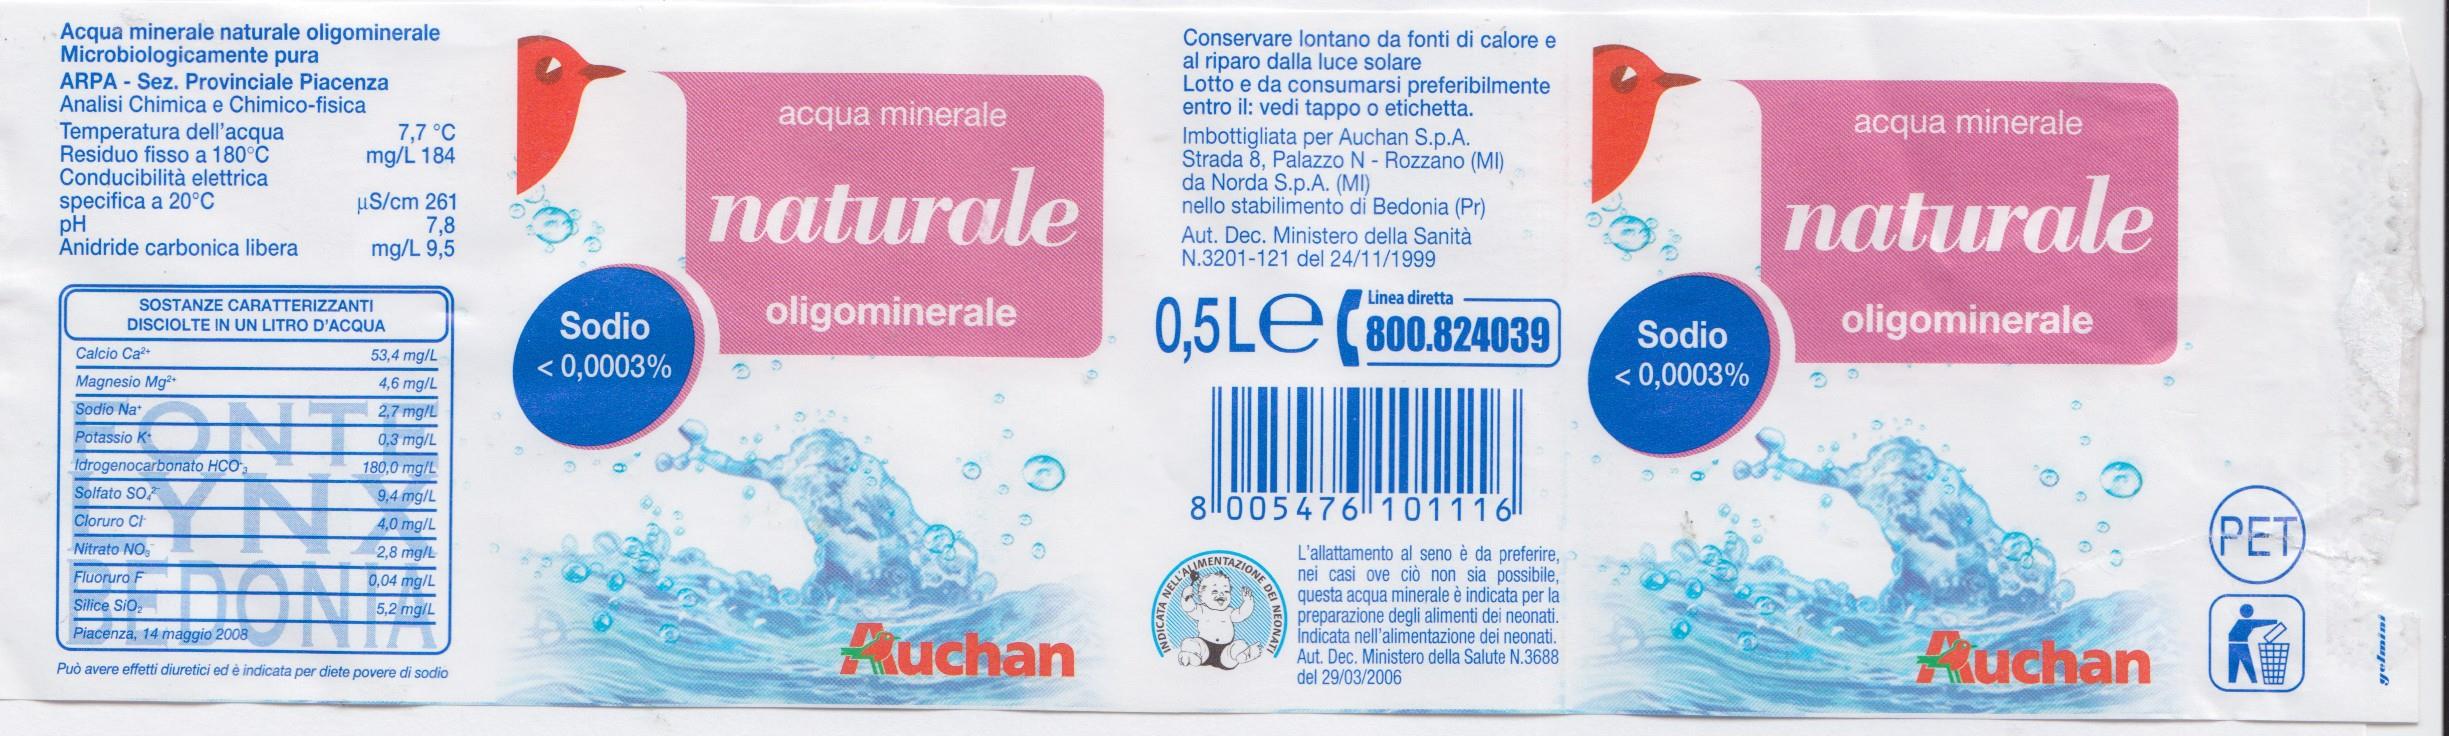 Acqua minerale naturale oligominerale
Microbiologicamente pura
ARPA - Sez. Provinciale Piacenza
Analisi Chimica e Chimico-fisica
Temperatura dell'acqua 7,7 °C
Residuo fisso a 180°C mg/L 184
Conducibilità elettrica
specifica a 20°C µS/cm 261
pH 7,8
Anidride carbonica libera mg/L 9,5
SOSTANZE CARATTERIZZANTI
DISCIOLTE IN UN LITRO D'ACQUA
Calcio Ca²⁺ 53,4 mg/L
Magnesio Mg²⁺ 4,6 mg/L
Sodio Na⁺ 2,7 mg/L
Potassio K⁺ 0,3 mg/L
Idrogenocarbonato HCO⁻₃ 180,0 mg/L
Solfato SO₄²⁻ 9,4 mg/L
Cloruro Cl⁻ 4,0 mg/L
Nitrato NO₃⁻ 2,8 mg/L
Fluoruro F⁻ 0,04 mg/L
Silice SiO₂ 5,2 mg/L
Piacenza, 14 maggio 2008
FONTE
LYNX
BEDONIA
Può avere effetti diuretici ed è indicata per diete povere di sodio
acqua minerale
naturale
oligominerale
Sodio
< 0,0003%
Auchan
Conservare lontano da fonti di calore e
al riparo dalla luce solare
Lotto e da consumarsi preferibilmente
entro il: vedi tappo o etichetta.
Imbottigliata per Auchan S.p.A.
Strada 8, Palazzo N - Rozzano (MI)
da Norda S.p.A. (MI)
nello stabilimento di Bedonia (Pr)
Aut. Dec. Ministero della Sanità
N.3201-121 del 24/11/1999
0,5L e
Linea diretta
800.824039
8 005476 101116
INDICATA NELL'ALIMENTAZIONE DEI NEONATI
L'allattamento al seno è da preferire,
nei casi ove ciò non sia possibile,
questa acqua minerale è indicata per la
preparazione degli alimenti dei neonati.
Indicata nell'alimentazione dei neonati.
Aut. Dec. Ministero della Salute N.3688
del 29/03/2006
acqua minerale
naturale
oligominerale
Sodio
< 0,0003%
Auchan
PET
gelmini